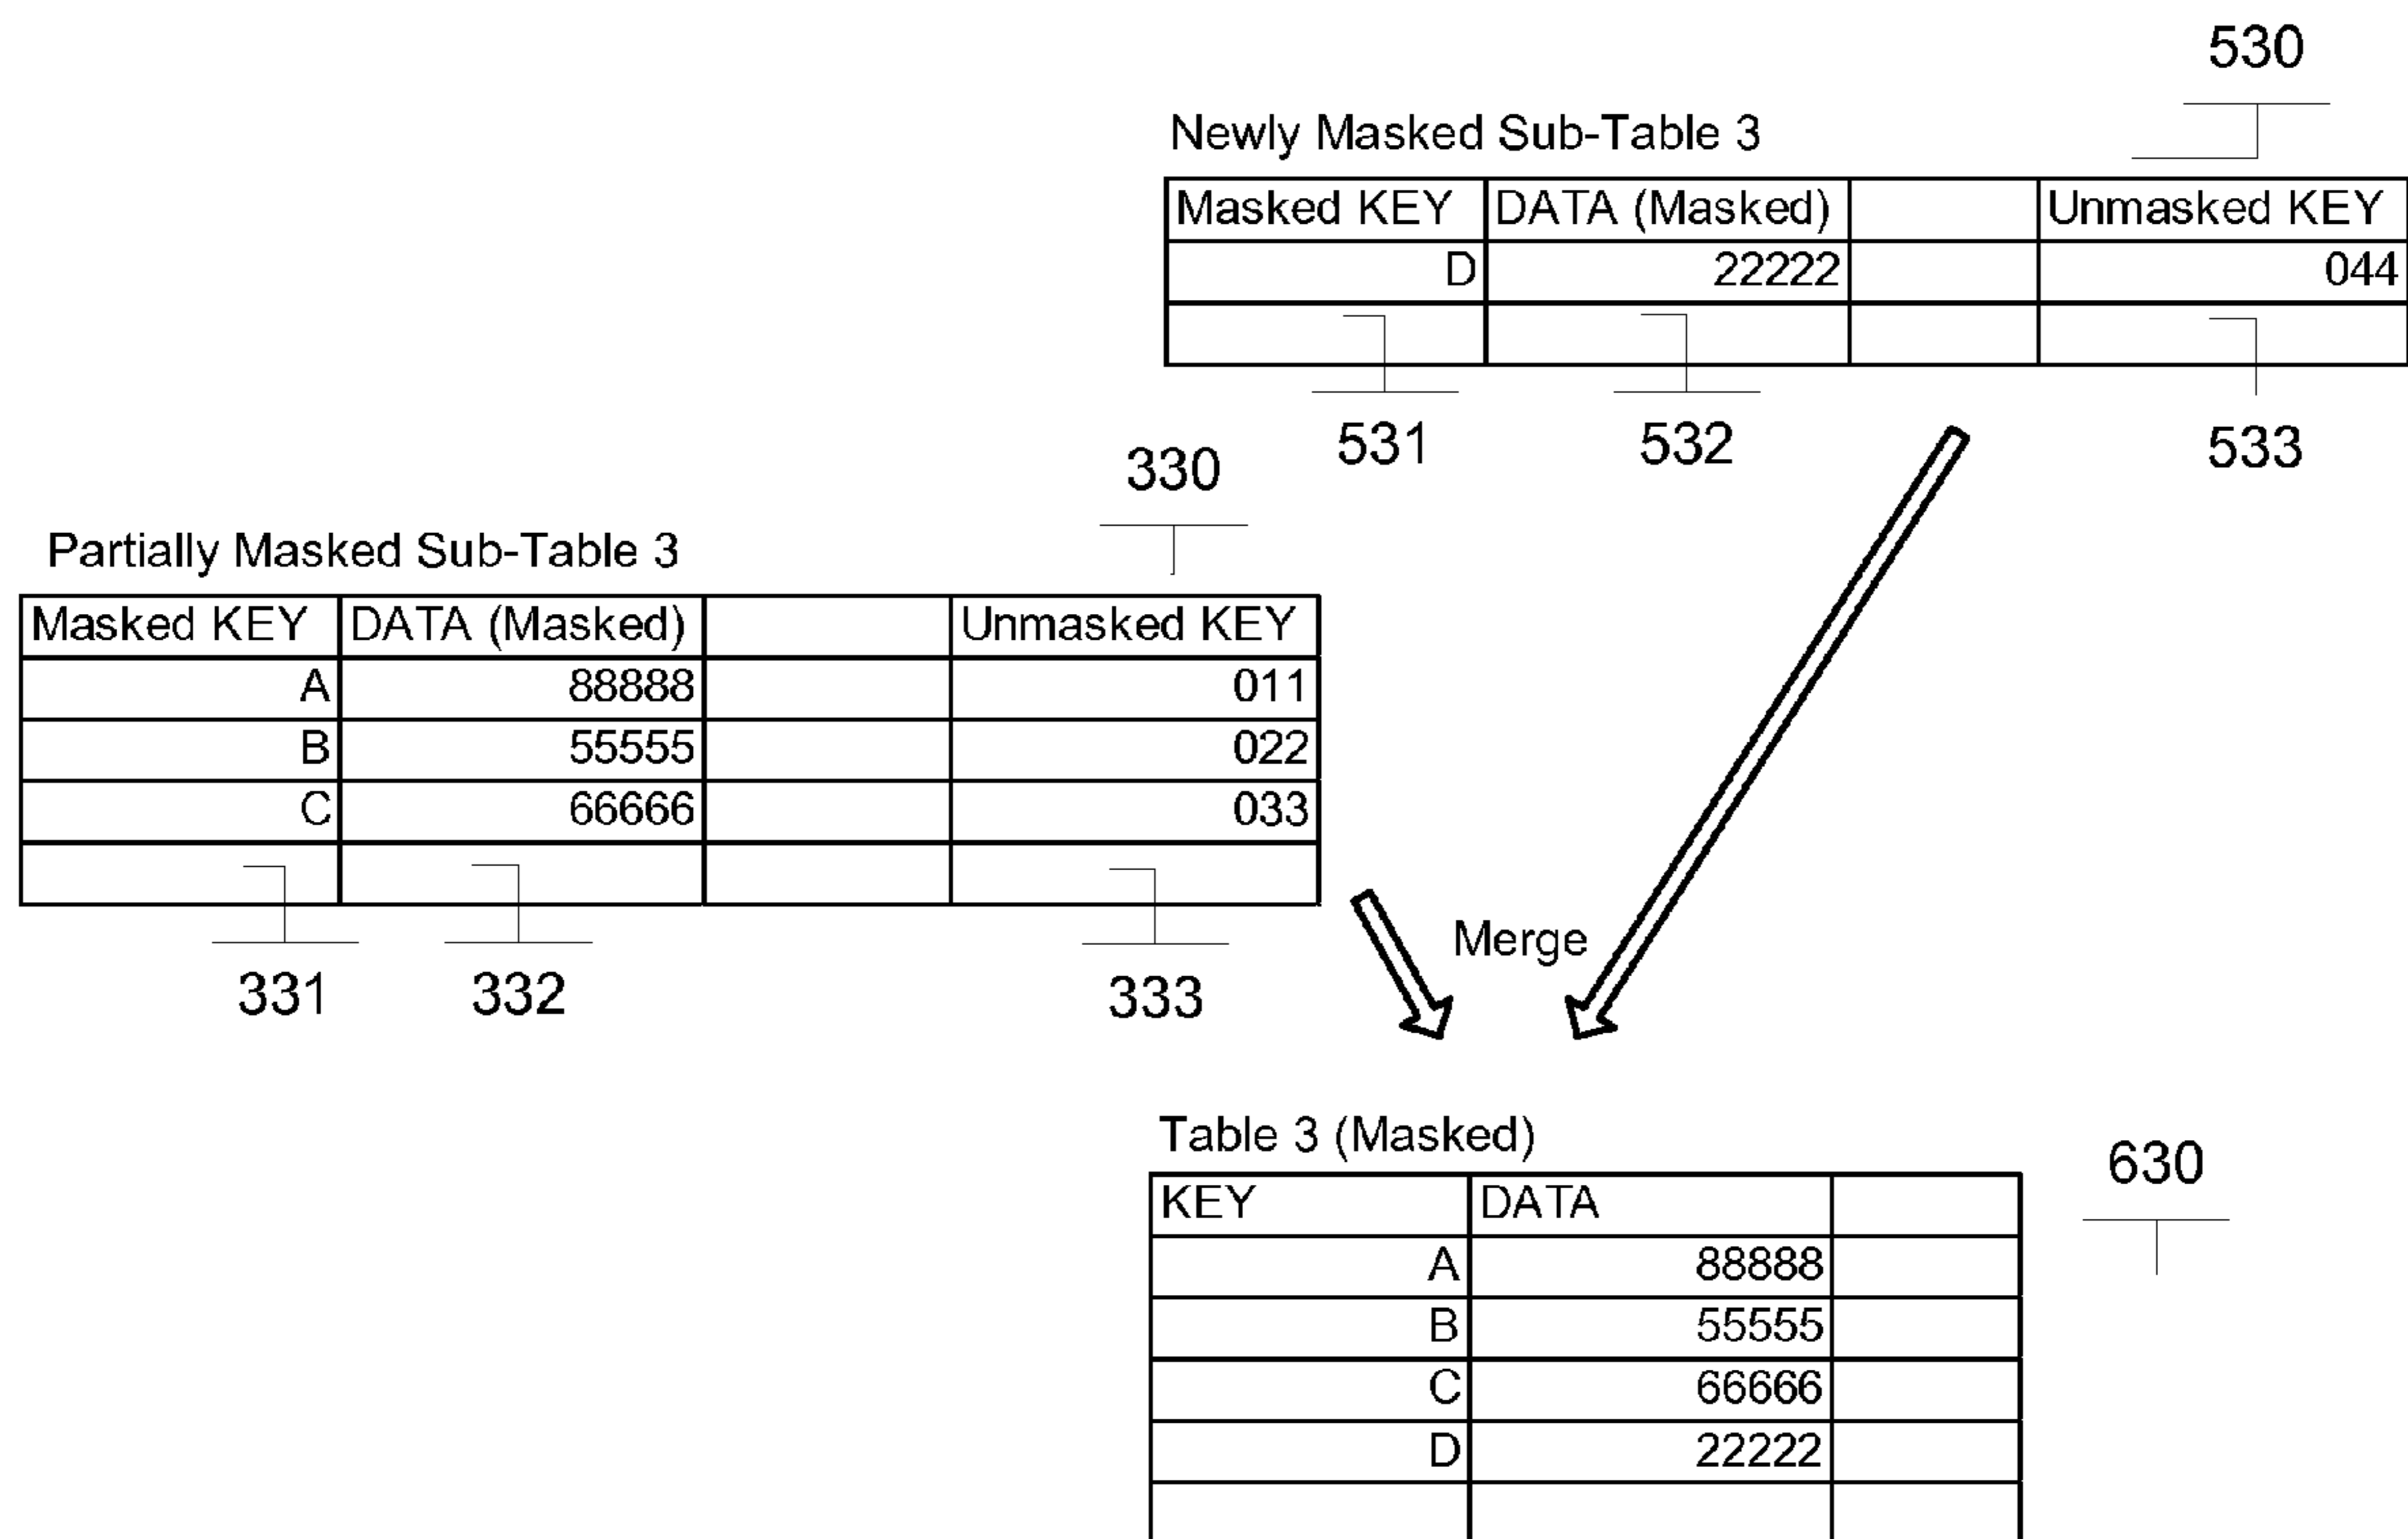 530
Newly Masked Sub-Table 3
Masked KEY DATA (Masked) Unmasked KEY
D 22222 044
531 532 533
330
Partially Masked Sub-Table 3
Masked KEY DATA (Masked) Unmasked KEY
A 88888 011
B 55555 022
C 66666 033
331 332 333
Merge
Table 3 (Masked)
630
KEY DATA
A 88888
B 55555
C 66666
D 22222